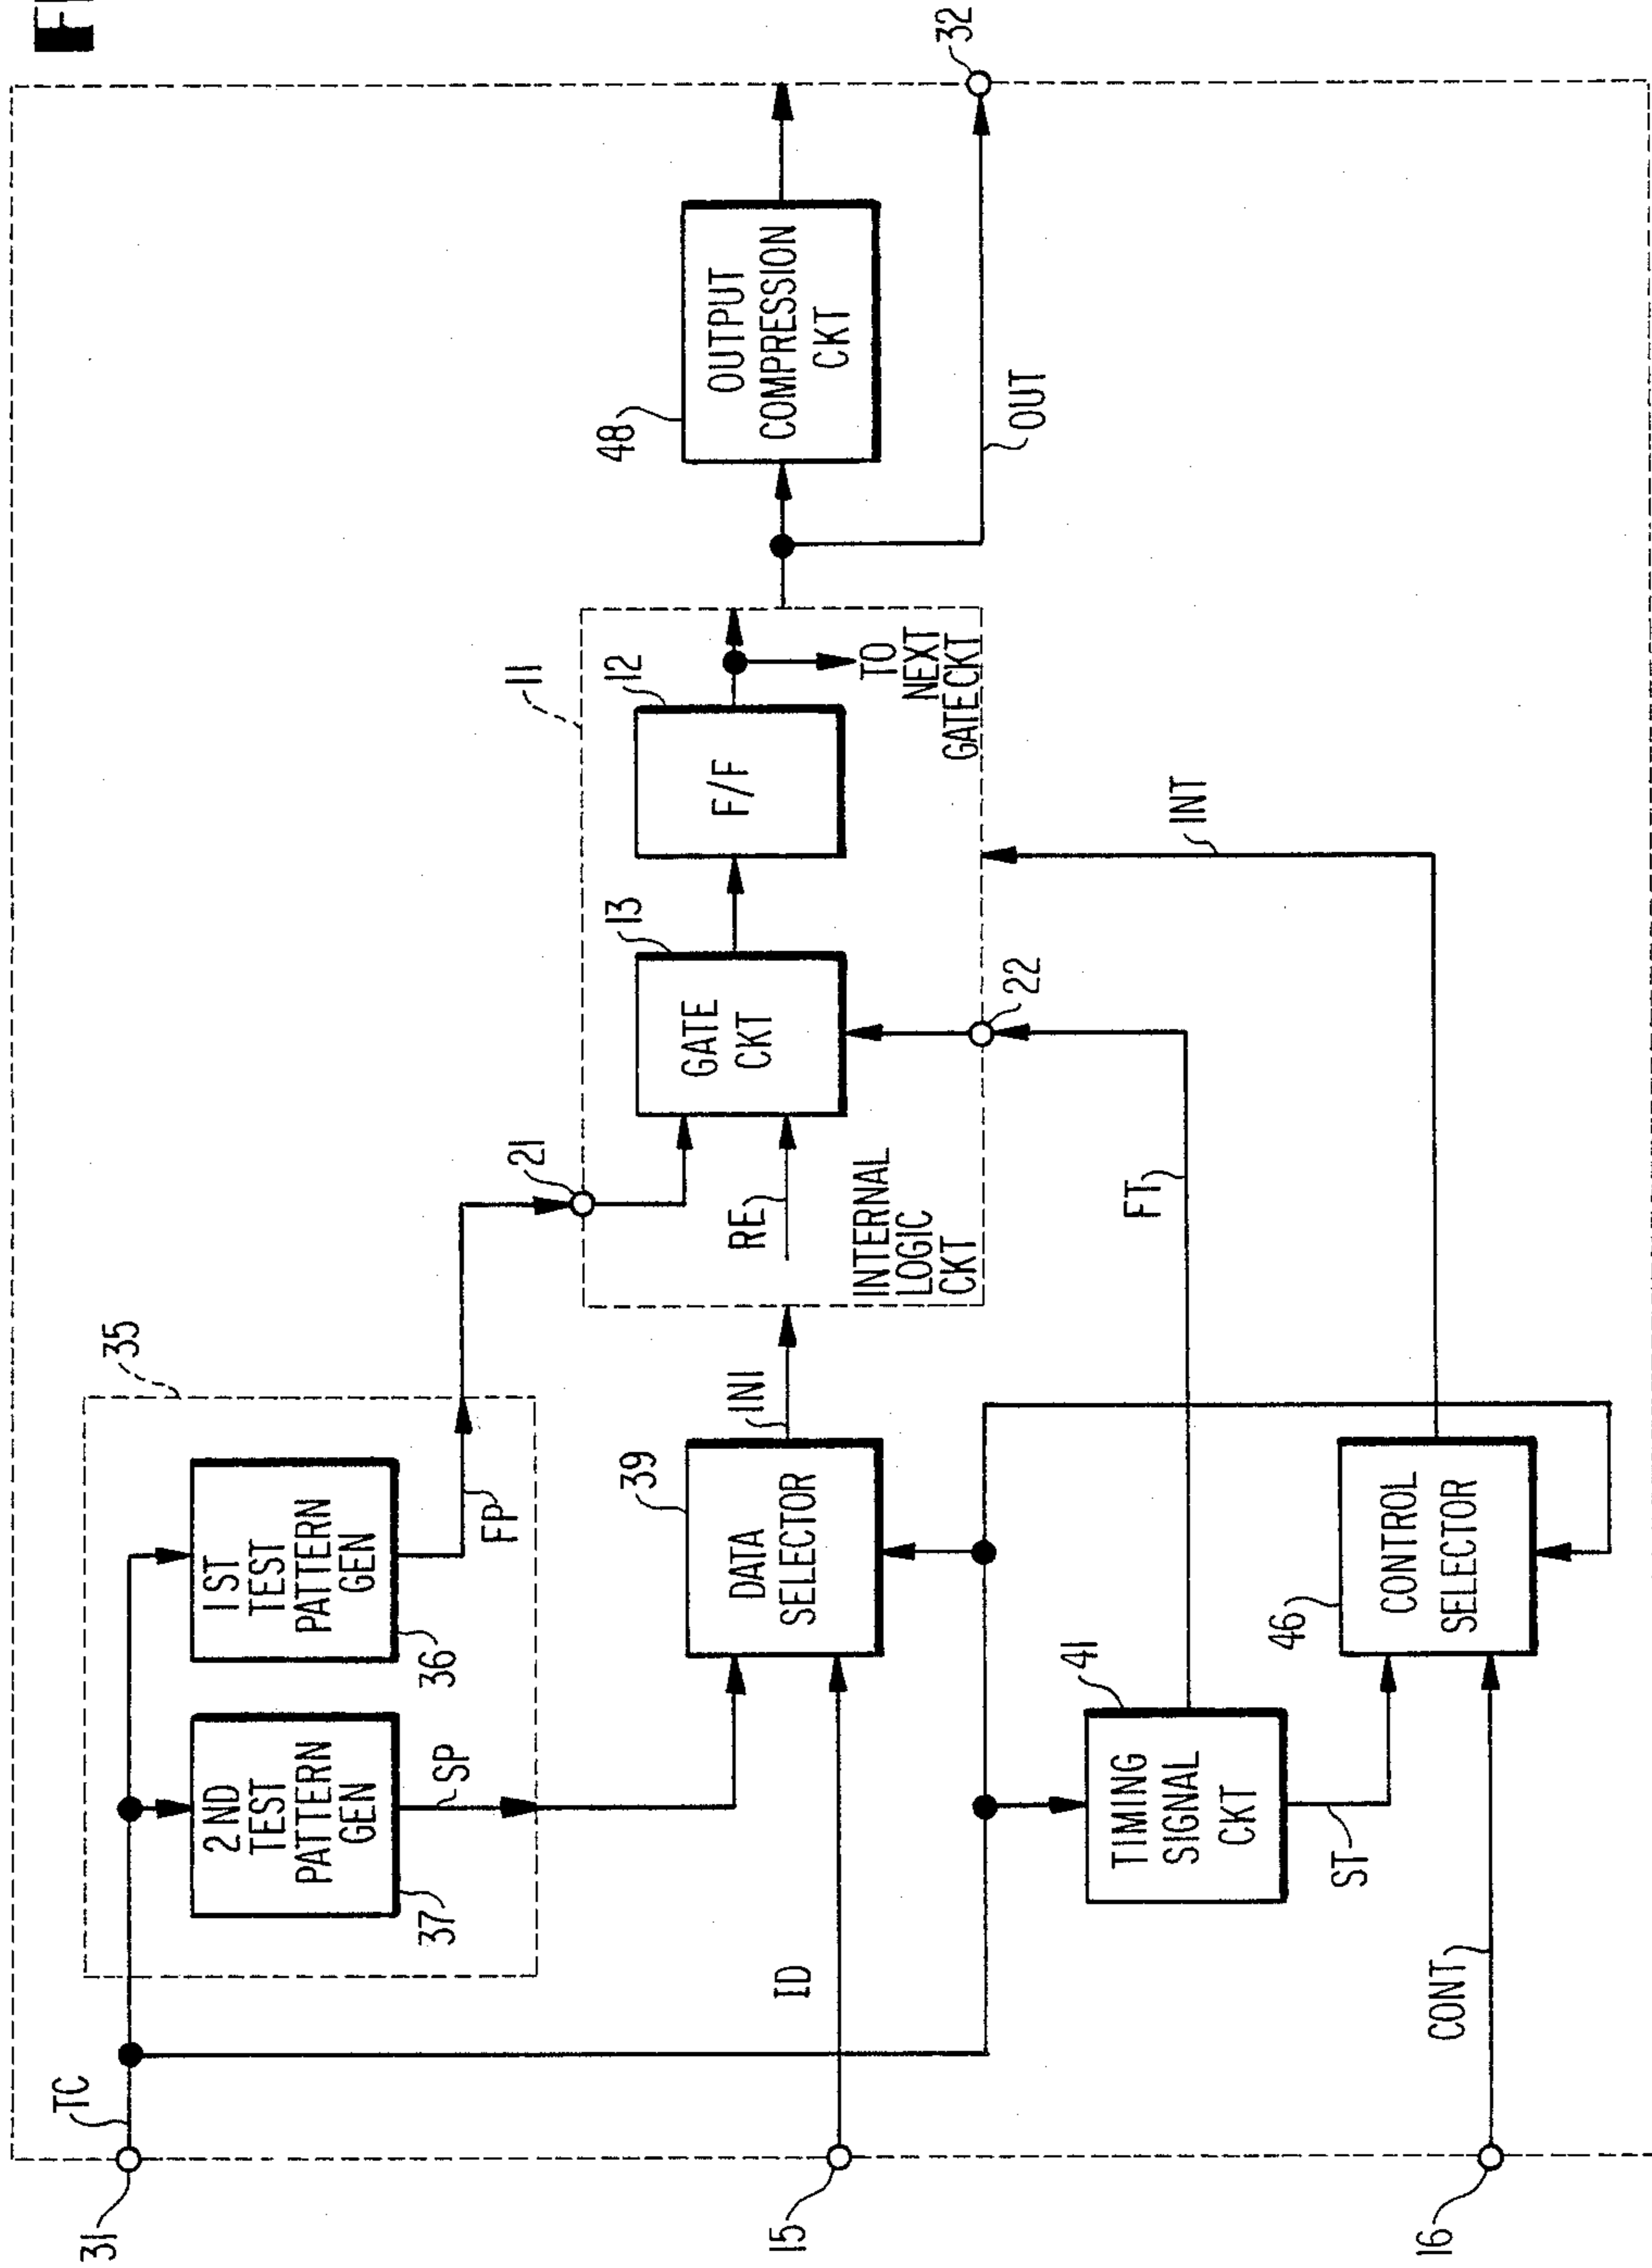 FI
31
TC
35
2ND
TEST
PATTERN
GEN
37
1ST
TEST
PATTERN
GEN
36
SP
FP
21
11
15
ID
39
DATA
SELECTOR
INI
RE
13
GATE
CKT
12
F/F
TO
NEXT
GATE CKT
INTERNAL
LOGIC
CKT
22
48
OUTPUT
COMPRESSION
CKT
OUT
32
41
TIMING
SIGNAL
CKT
FT
ST
INT
16
CONT
46
CONTROL
SELECTOR